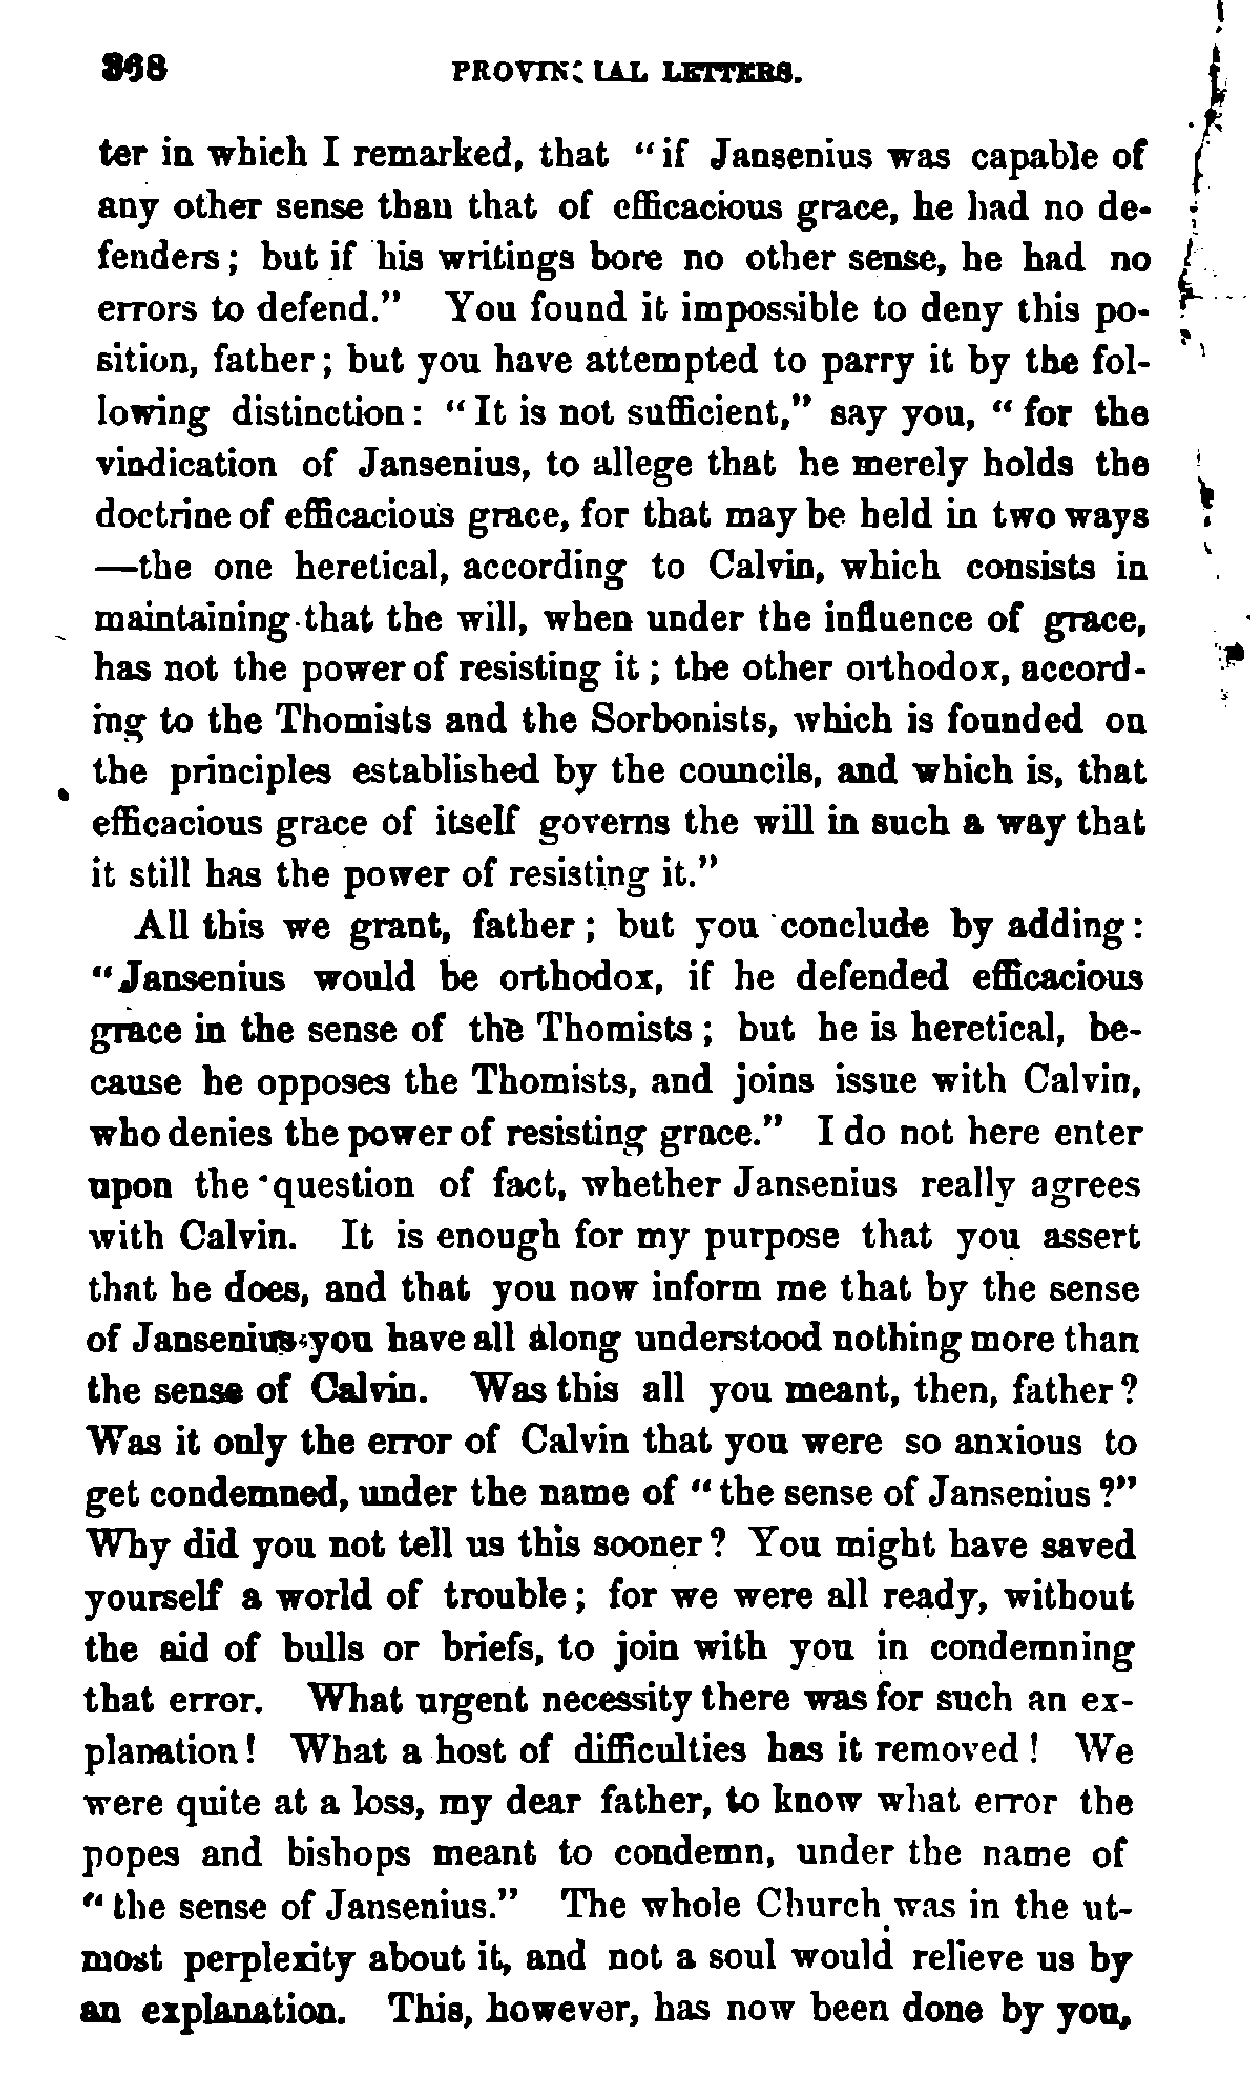 368 PROVINCIAL LETTERS.
ter in which I remarked, that "if Jansenius was capable of
any other sense than that of efficacious grace, he had no de-
fenders; but if his writings bore no other sense, he had no
errors to defend." You found it impossible to deny this po-
sition, father; but you have attempted to parry it by the fol-
lowing distinction: "It is not sufficient," say you, "for the
vindication of Jansenius, to allege that he merely holds the
doctrine of efficacious grace, for that may be held in two ways
—the one heretical, according to Calvin, which consists in
maintaining that the will, when under the influence of grace,
has not the power of resisting it; the other orthodox, accord-
ing to the Thomists and the Sorbonists, which is founded on
the principles established by the councils, and which is, that
efficacious grace of itself governs the will in such a way that
it still has the power of resisting it."
All this we grant, father; but you conclude by adding:
"Jansenius would be orthodox, if he defended efficacious
grace in the sense of the Thomists; but he is heretical, be-
cause he opposes the Thomists, and joins issue with Calvin,
who denies the power of resisting grace." I do not here enter
upon the question of fact, whether Jansenius really agrees
with Calvin. It is enough for my purpose that you assert
that he does, and that you now inform me that by the sense
of Jansenius you have all along understood nothing more than
the sense of Calvin. Was this all you meant, then, father?
Was it only the error of Calvin that you were so anxious to
get condemned, under the name of "the sense of Jansenius?"
Why did you not tell us this sooner? You might have saved
yourself a world of trouble; for we were all ready, without
the aid of bulls or briefs, to join with you in condemning
that error. What urgent necessity there was for such an ex-
planation! What a host of difficulties has it removed! We
were quite at a loss, my dear father, to know what error the
popes and bishops meant to condemn, under the name of
"the sense of Jansenius." The whole Church was in the ut-
most perplexity about it, and not a soul would relieve us by
an explanation. This, however, has now been done by you,